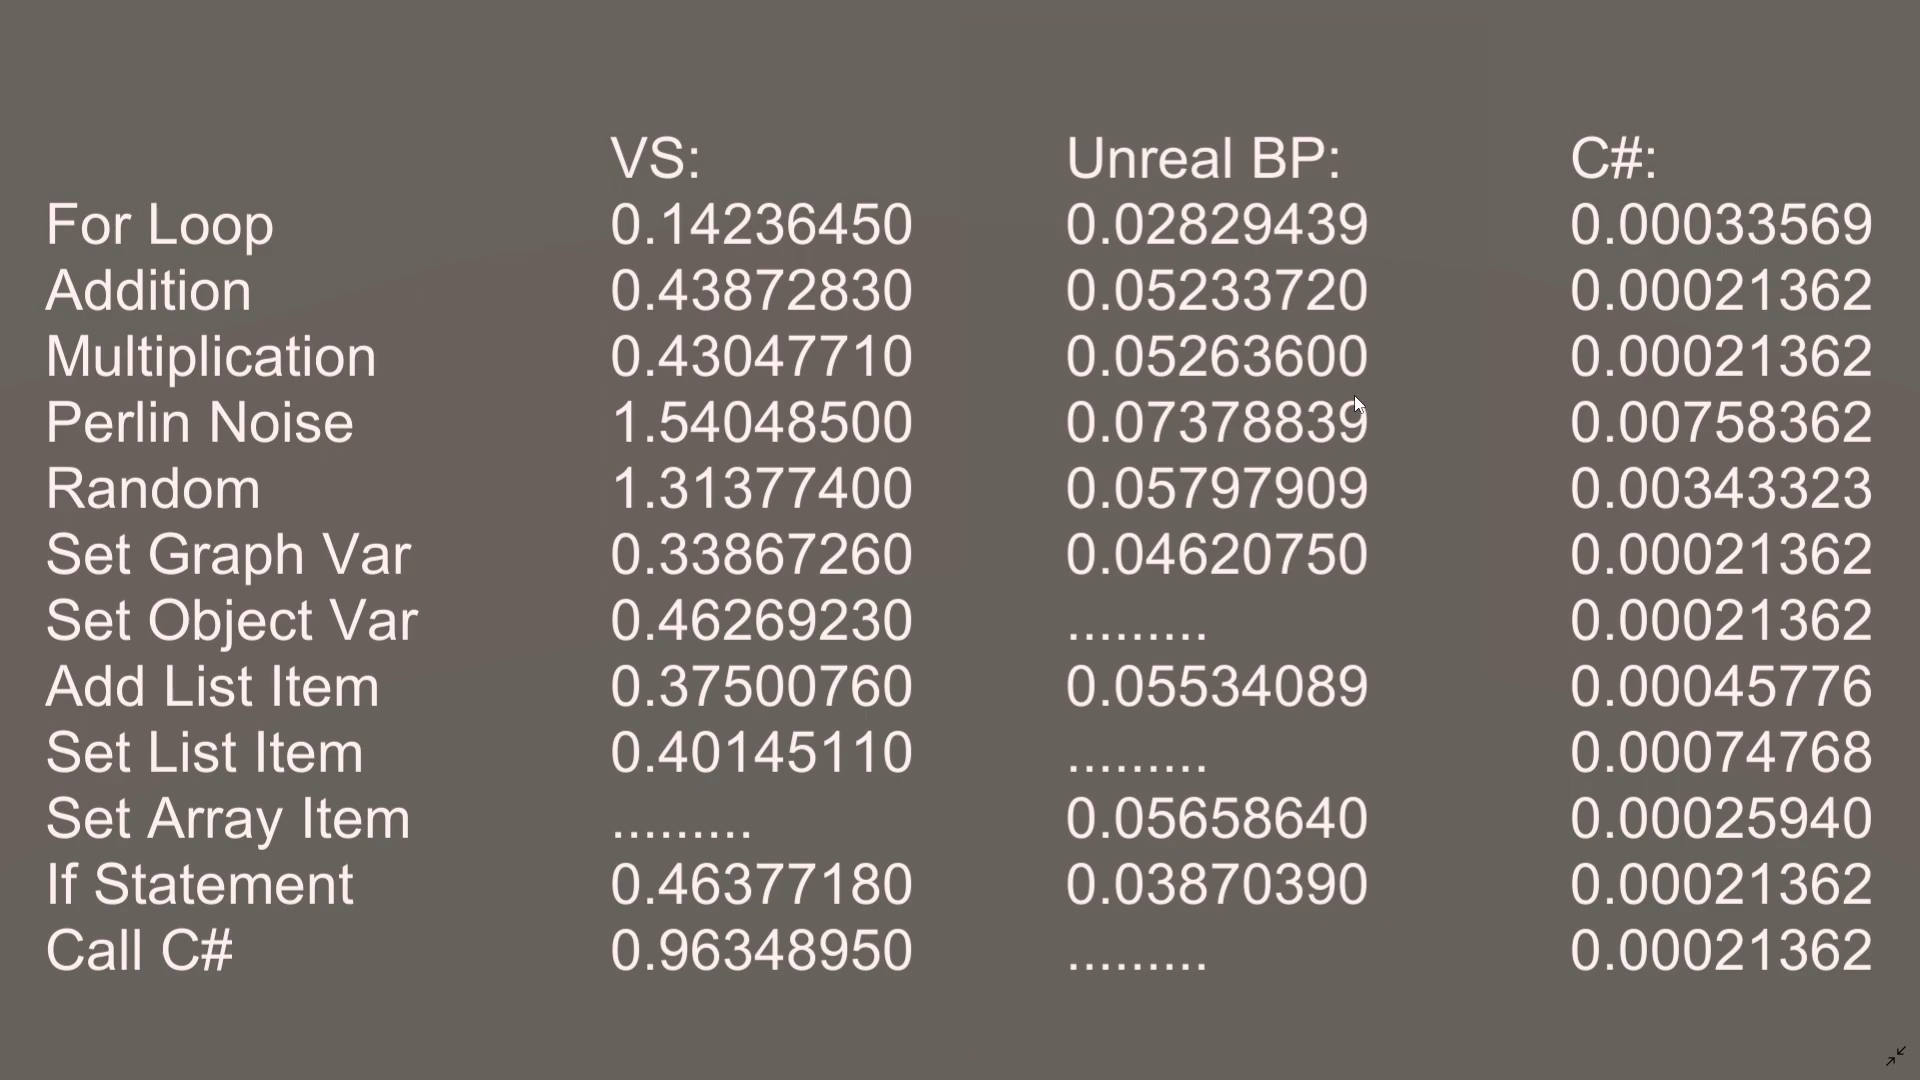 VS: Unreal BP: C#:
For Loop 0.14236450 0.02829439 0.00033569
Addition 0.43872830 0.05233720 0.00021362
Multiplication 0.43047710 0.05263600 0.00021362
Perlin Noise 1.54048500 0.07378839 0.00758362
Random 1.31377400 0.05797909 0.00343323
Set Graph Var 0.33867260 0.04620750 0.00021362
Set Object Var 0.46269230 ......... 0.00021362
Add List Item 0.37500760 0.05534089 0.00045776
Set List Item 0.40145110 ......... 0.00074768
Set Array Item ......... 0.05658640 0.00025940
If Statement 0.46377180 0.03870390 0.00021362
Call C# 0.96348950 ......... 0.00021362